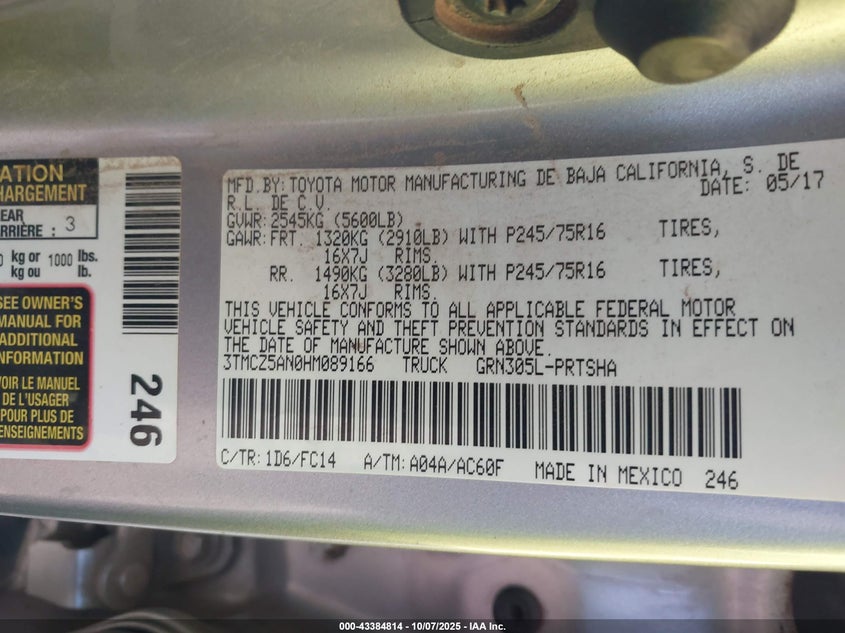 ATION
HARGEMENT
EAR
RRIÈRE : 3
0 kg or 1000 lbs.
kg ou lb.
SEE OWNER'S
MANUAL FOR
ADDITIONAL
INFORMATION
VOIR LE MANUEL
DE L'USAGER
POUR PLUS DE
RENSEIGNEMENTS
246
MFD.BY:TOYOTA MOTOR MANUFACTURING DE BAJA CALIFORNIA, S. DE
R.L. DE C.V. DATE: 05/17
GVWR:2545KG (5600LB)
GAWR:FRT. 1320KG (2910LB) WITH P245/75R16 TIRES,
16X7J RIMS.
RR. 1490KG (3280LB) WITH P245/75R16 TIRES,
16X7J RIMS.
THIS VEHICLE CONFORMS TO ALL APPLICABLE FEDERAL MOTOR
VEHICLE SAFETY AND THEFT PREVENTION STANDARDS IN EFFECT ON
THE DATE OF MANUFACTURE SHOWN ABOVE.
3TMCZ5AN0HM089166 TRUCK GRN305L-PRTSHA
C/TR:1D6/FC14 A/TM:A04A/AC60F MADE IN MEXICO 246
000-43384814 - 10/07/2025 - IAA Inc.